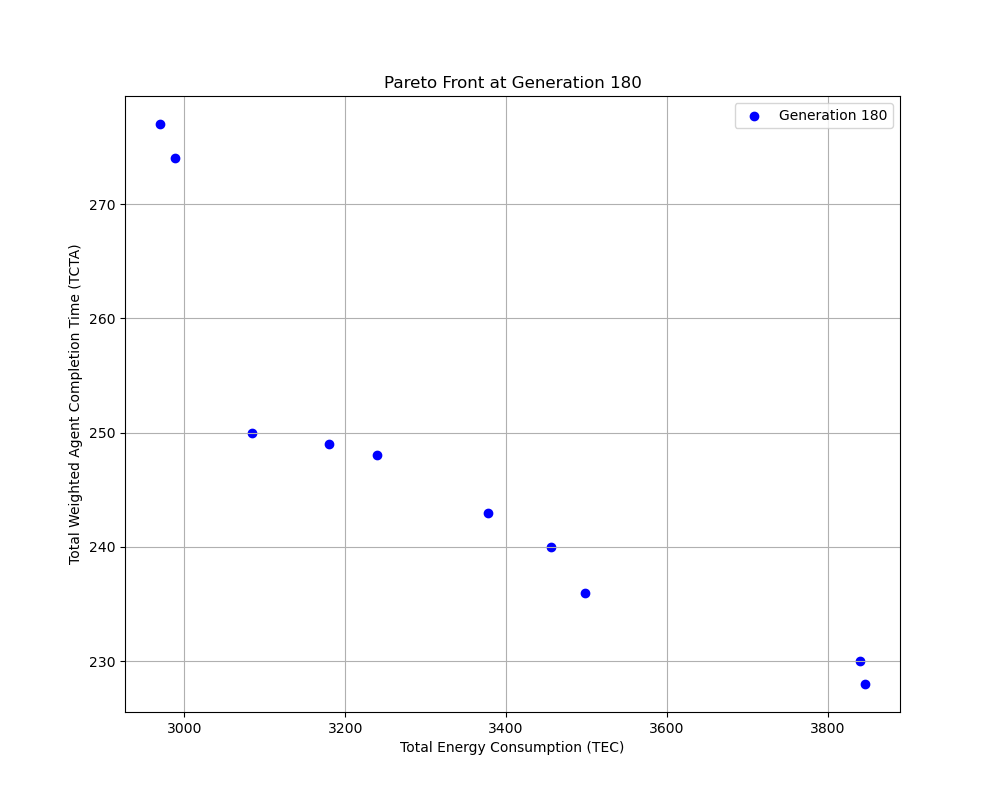 Pareto Front at Generation 180
Generation 180
Total Weighted Agent Completion Time (TCTA)
270
260
250
240
230
3000 3200 3400 3600 3800
Total Energy Consumption (TEC)